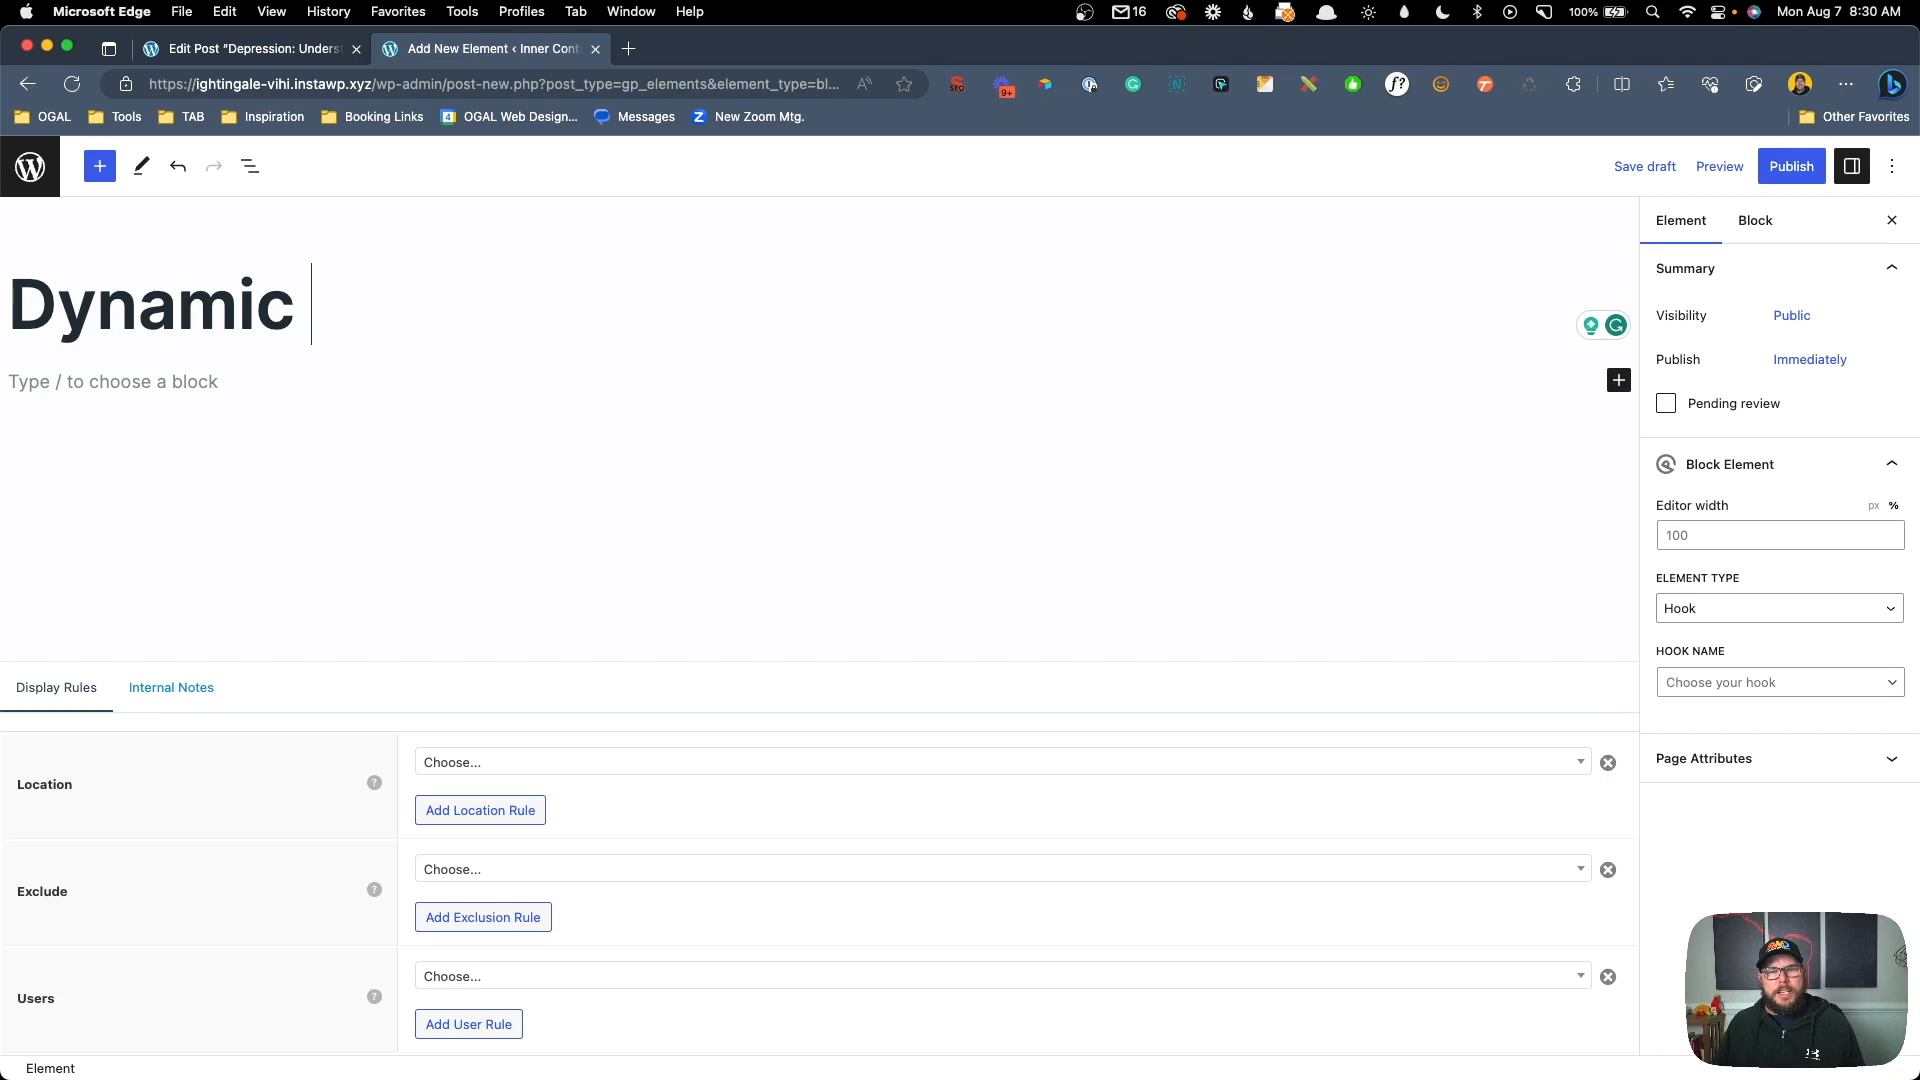 Microsoft Edge File Edit View History Favorites Tools Profiles Tab Window Help
16 100% Mon Aug 7 8:30 AM
Edit Post “Depression: Underst
Add New Element ‹ Inner Cont
https://ightingale-vihi.instawp.xyz/wp-admin/post-new.php?post_type=gp_elements&element_type=bl...
9+
f?
OGAL Tools TAB Inspiration Booking Links OGAL Web Design... Messages New Zoom Mtg. Other Favorites
Save draft Preview Publish
Element Block
Summary
Dynamic
Visibility Public
Publish Immediately
Type / to choose a block
Pending review
Block Element
Editor width px %
100
ELEMENT TYPE
Hook
HOOK NAME
Choose your hook
Page Attributes
Display Rules Internal Notes
Location ? Choose...
Add Location Rule
Exclude ? Choose...
Add Exclusion Rule
Users ? Choose...
Add User Rule
Element